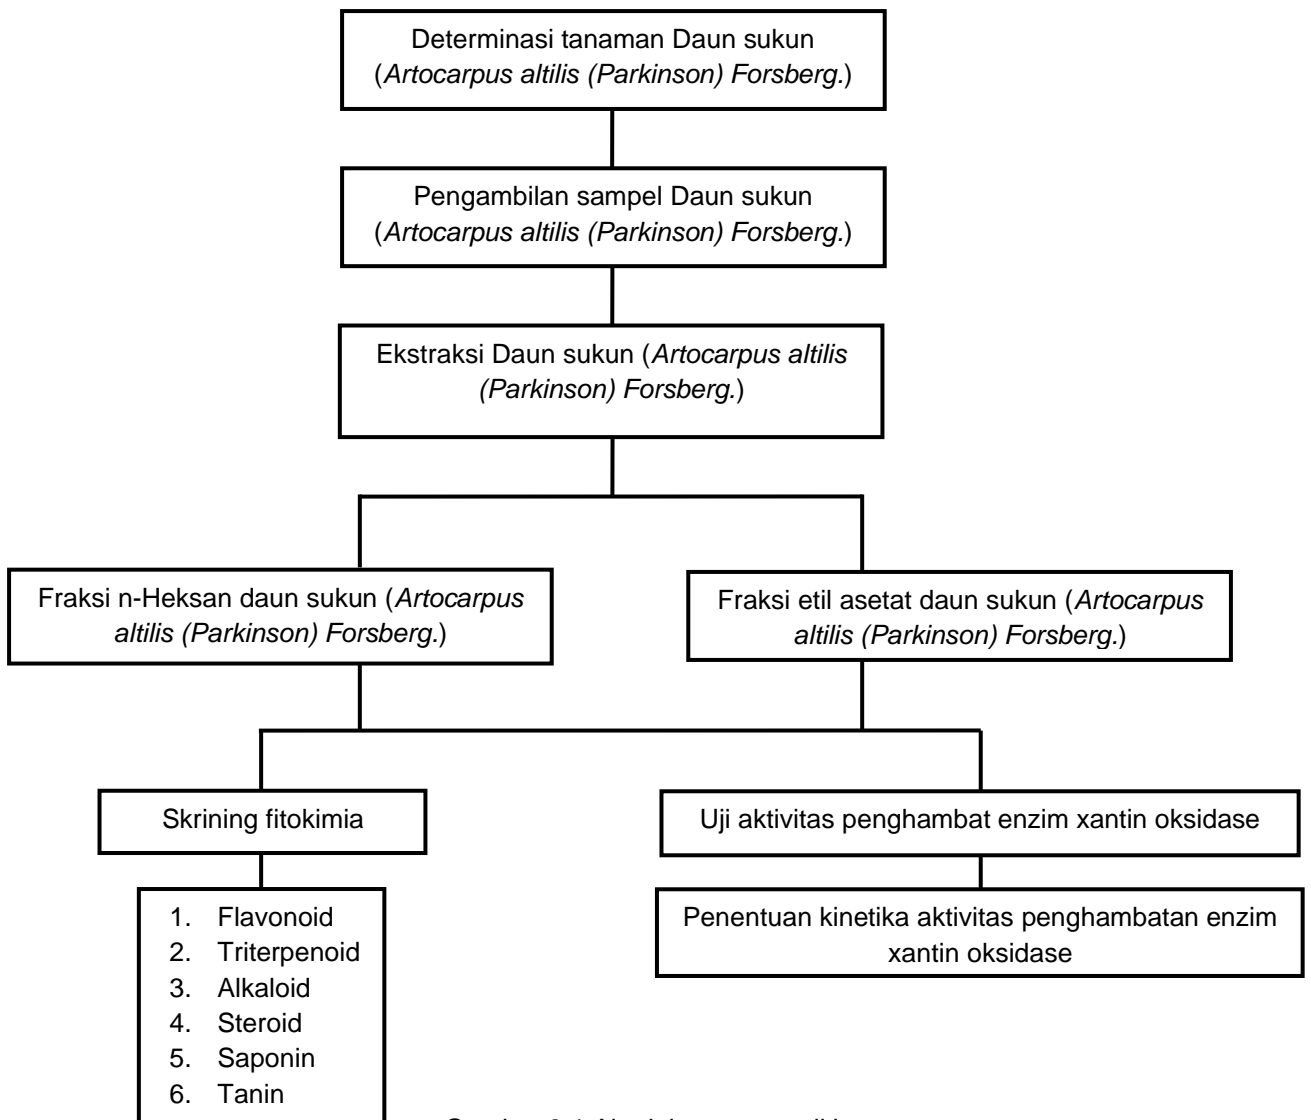 Determinasi tanaman Daun sukun
(Artocarpus altilis (Parkinson) Forsberg.)
Pengambilan sampel Daun sukun
(Artocarpus altilis (Parkinson) Forsberg.)
Ekstraksi Daun sukun (Artocarpus altilis
(Parkinson) Forsberg.)
Fraksi n-Heksan daun sukun (Artocarpus
altilis (Parkinson) Forsberg.)
Fraksi etil asetat daun sukun (Artocarpus
altilis (Parkinson) Forsberg.)
Skrining fitokimia
Uji aktivitas penghambat enzim xantin oksidase
1. Flavonoid
2. Triterpenoid
3. Alkaloid
4. Steroid
5. Saponin
6. Tanin
Penentuan kinetika aktivitas penghambatan enzim
xantin oksidase